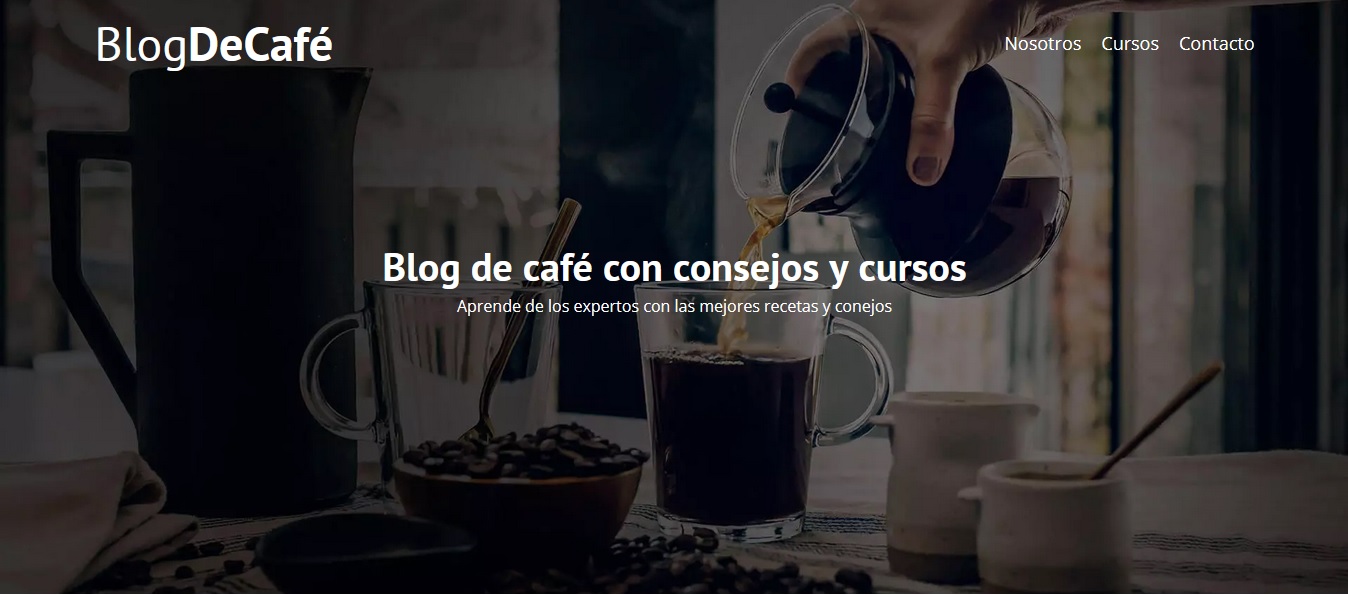 BlogDeCafé
Nosotros Cursos Contacto
Blog de café con consejos y cursos
Aprende de los expertos con las mejores recetas y conejos